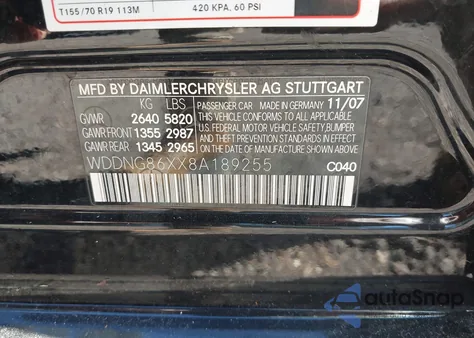 T155/70 R19 113M 420 KPA, 60 PSI
MFD BY DAIMLERCHRYSLER AG STUTTGART
KG LBS PASSENGER CAR 11/07
GVWR 2640 5820 THIS VEHICLE CONFORMS TO ALL APPLICABLE
GAWR FRONT 1355 2987 U.S. FEDERAL MOTOR VEHICLE SAFETY, BUMPER,
GAWR REAR 1345 2965 AND THEFT PREVENTION STANDARDS IN EFFECT ON THE DATE OF MANUFACTURE SHOWN ABOVE
WDDNG86XX8A189255
C040
autoSnap